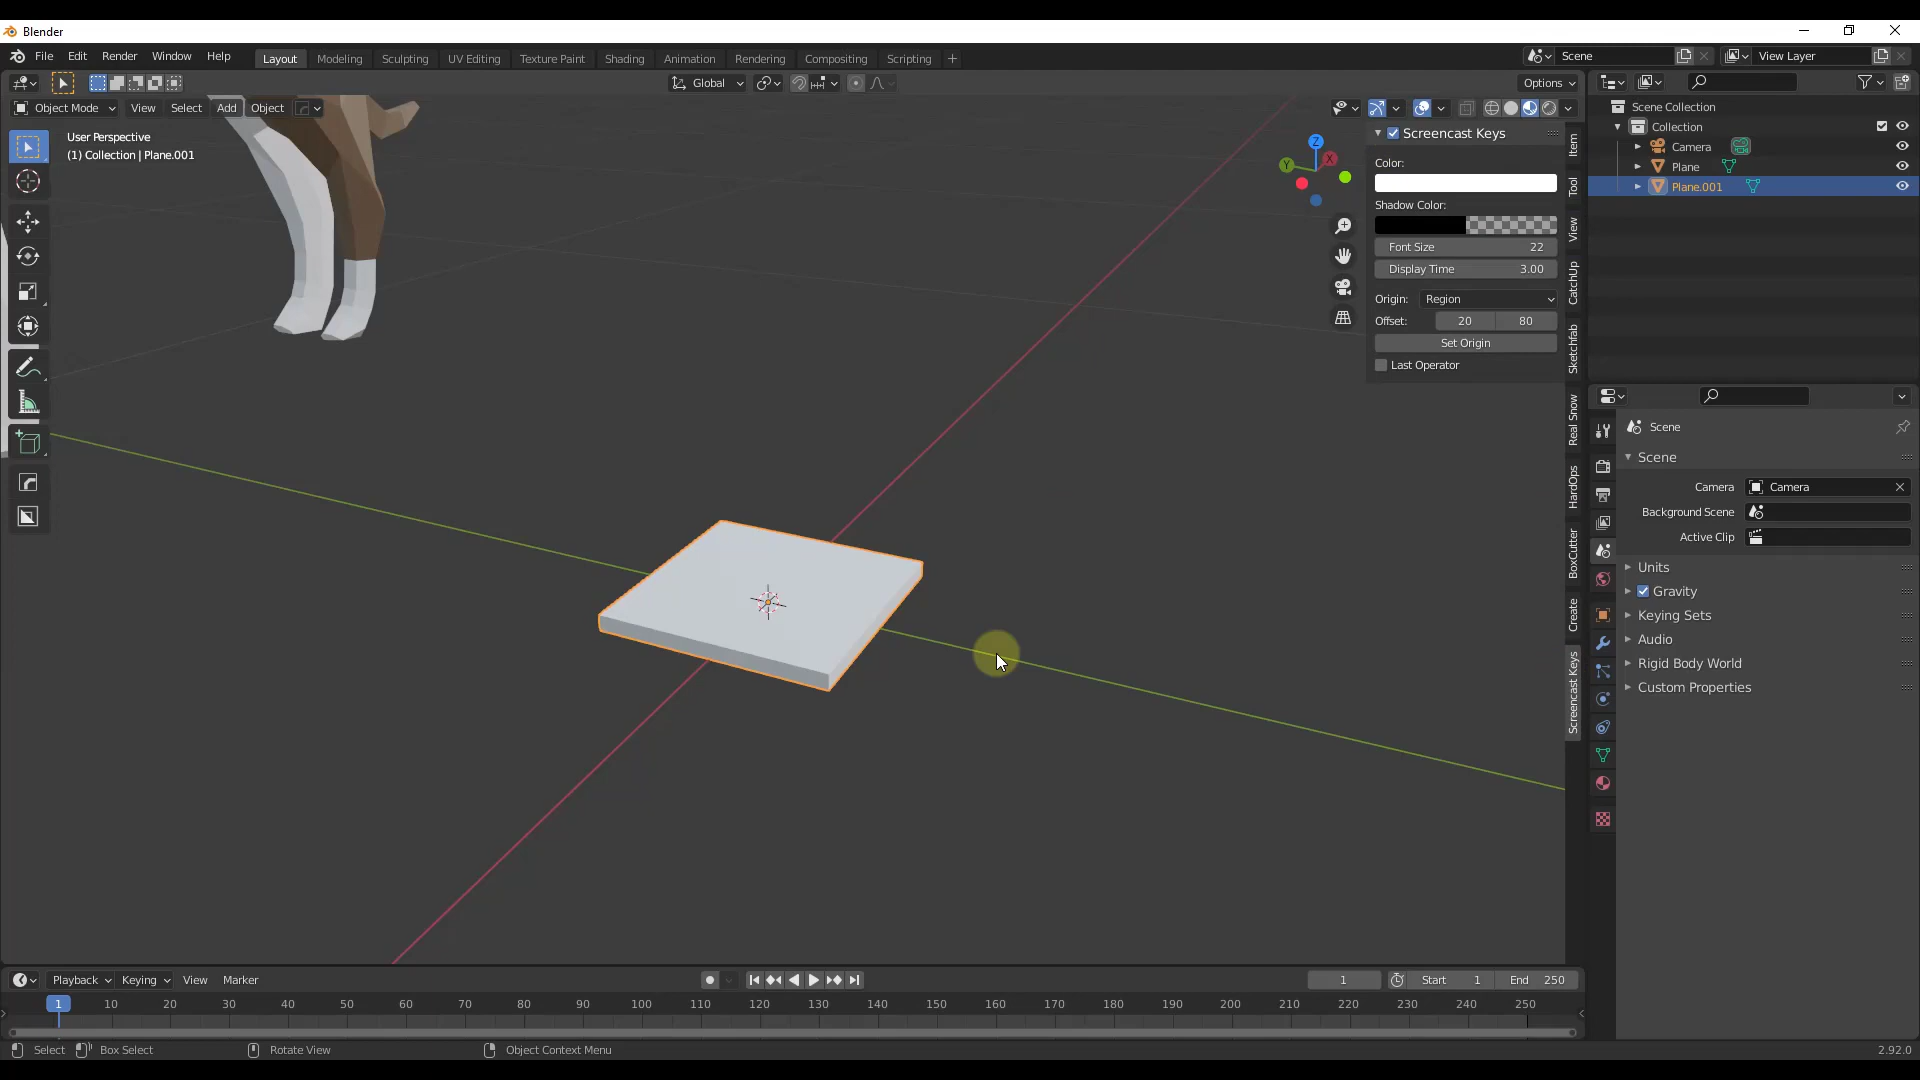 Blender
File Edit Render Window Help Layout Modeling Sculpting UV Editing Texture Paint Shading Animation Rendering Compositing Scripting + Scene View Layer
Global Options
Object Mode View Select Add Object
User Perspective
(1) Collection | Plane.001
Z
Y
X
Screencast Keys
Color:
Shadow Color:
Font Size 22
Display Time 3.00
Origin: Region
Offset: 20 80
Set Origin
Last Operator
Item
Tool
View
CatchUp
Sketchfab
Real Snow
HardOps
BoxCutter
Create
Screencast Keys
Scene Collection
Collection
Camera
Plane
Plane.001
Scene
Scene
Camera Camera
Background Scene
Active Clip
Units
Gravity
Keying Sets
Audio
Rigid Body World
Custom Properties
Playback Keying View Marker 1 Start 1 End 250
1 10 20 30 40 50 60 70 80 90 100 110 120 130 140 150 160 170 180 190 200 210 220 230 240 250
Select Box Select Rotate View Object Context Menu 2.92.0